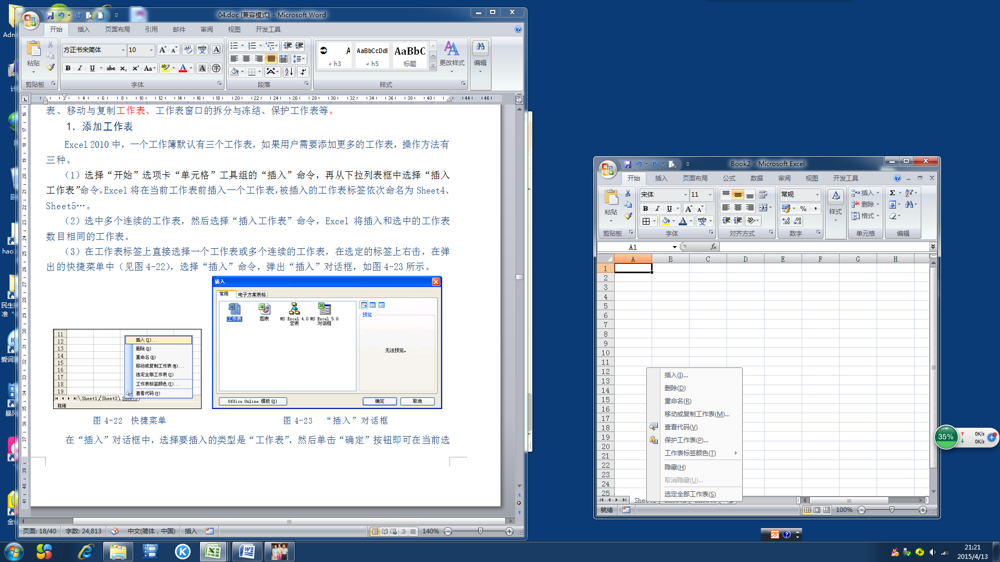 04.doc [兼容模式] - Microsoft Word
开始 插入 页面布局 引用 邮件 审阅 视图 开发工具
方正书宋简体 10
粘贴
剪贴板 字体 段落 样式
h3 AaBbCcDdE h5 AaBbC 标题
更改样式 编辑
表、移动与复制工作表、工作表窗口的拆分与冻结、保护工作表等。
1. 添加工作表
Excel 2010 中，一个工作簿默认有三个工作表，如果用户需要添加更多的工作表，操作方法有
三种。
（1）选择“开始”选项卡“单元格”工具组的“插入”命令，再从下拉列表框中选择“插入
工作表”命令，Excel 将在当前工作表前插入一个工作表，被插入的工作表标签依次命名为 Sheet4、
Sheet5…。
（2）选中多个连续的工作表，然后选择“插入工作表”命令，Excel 将插入和选中的工作表
数目相同的工作表。
（3）在工作表标签上直接选择一个工作表或多个连续的工作表，在选定的标签上右击，在弹
出的快捷菜单中（见图 4-22），选择“插入”命令，弹出“插入”对话框，如图 4-23 所示。
11
12
13
14
15
16
17
18
19
插入(I)...
删除(D)
重命名(R)
移动或复制工作表(M)...
选定全部工作表(S)
工作表标签颜色(T)...
查看代码(V)
Sheet1 Sheet2 Sheet3
就绪
插入
常用 电子方案表格
工作表 图表 MS Excel 4.0 宏表 MS Excel 5.0 对话框
预览
无法预览。
Office Online 模板(O) 确定 取消
图 4-22 快捷菜单 图 4-23 “插入”对话框
在“插入”对话框中，选择要插入的类型是“工作表”，然后单击“确定”按钮即可在当前选
页面: 18/40 字数: 24,813 中文(简体，中国) 插入 140%
Book2 - Microsoft Excel
开始 插入 页面布局 公式 数据 审阅 视图 开发工具
宋体 11 常规
粘贴 样式 插入 删除 格式
剪贴板 字体 对齐方式 数字 单元格 编辑
A1 fx
A B C D E F G H
1
2
3
4
5
6
7
8
9
10
11
12
13
14
15
16
17
18
19
20
21
22
23
24
25
插入(I)...
删除(D)
重命名(R)
移动或复制工作表(M)...
查看代码(V)
保护工作表(P)...
工作表标签颜色(T)
隐藏(H)
取消隐藏(U)...
选定全部工作表(S)
就绪 100%
35% 0K/s
0K/s
21:21
2015/4/13